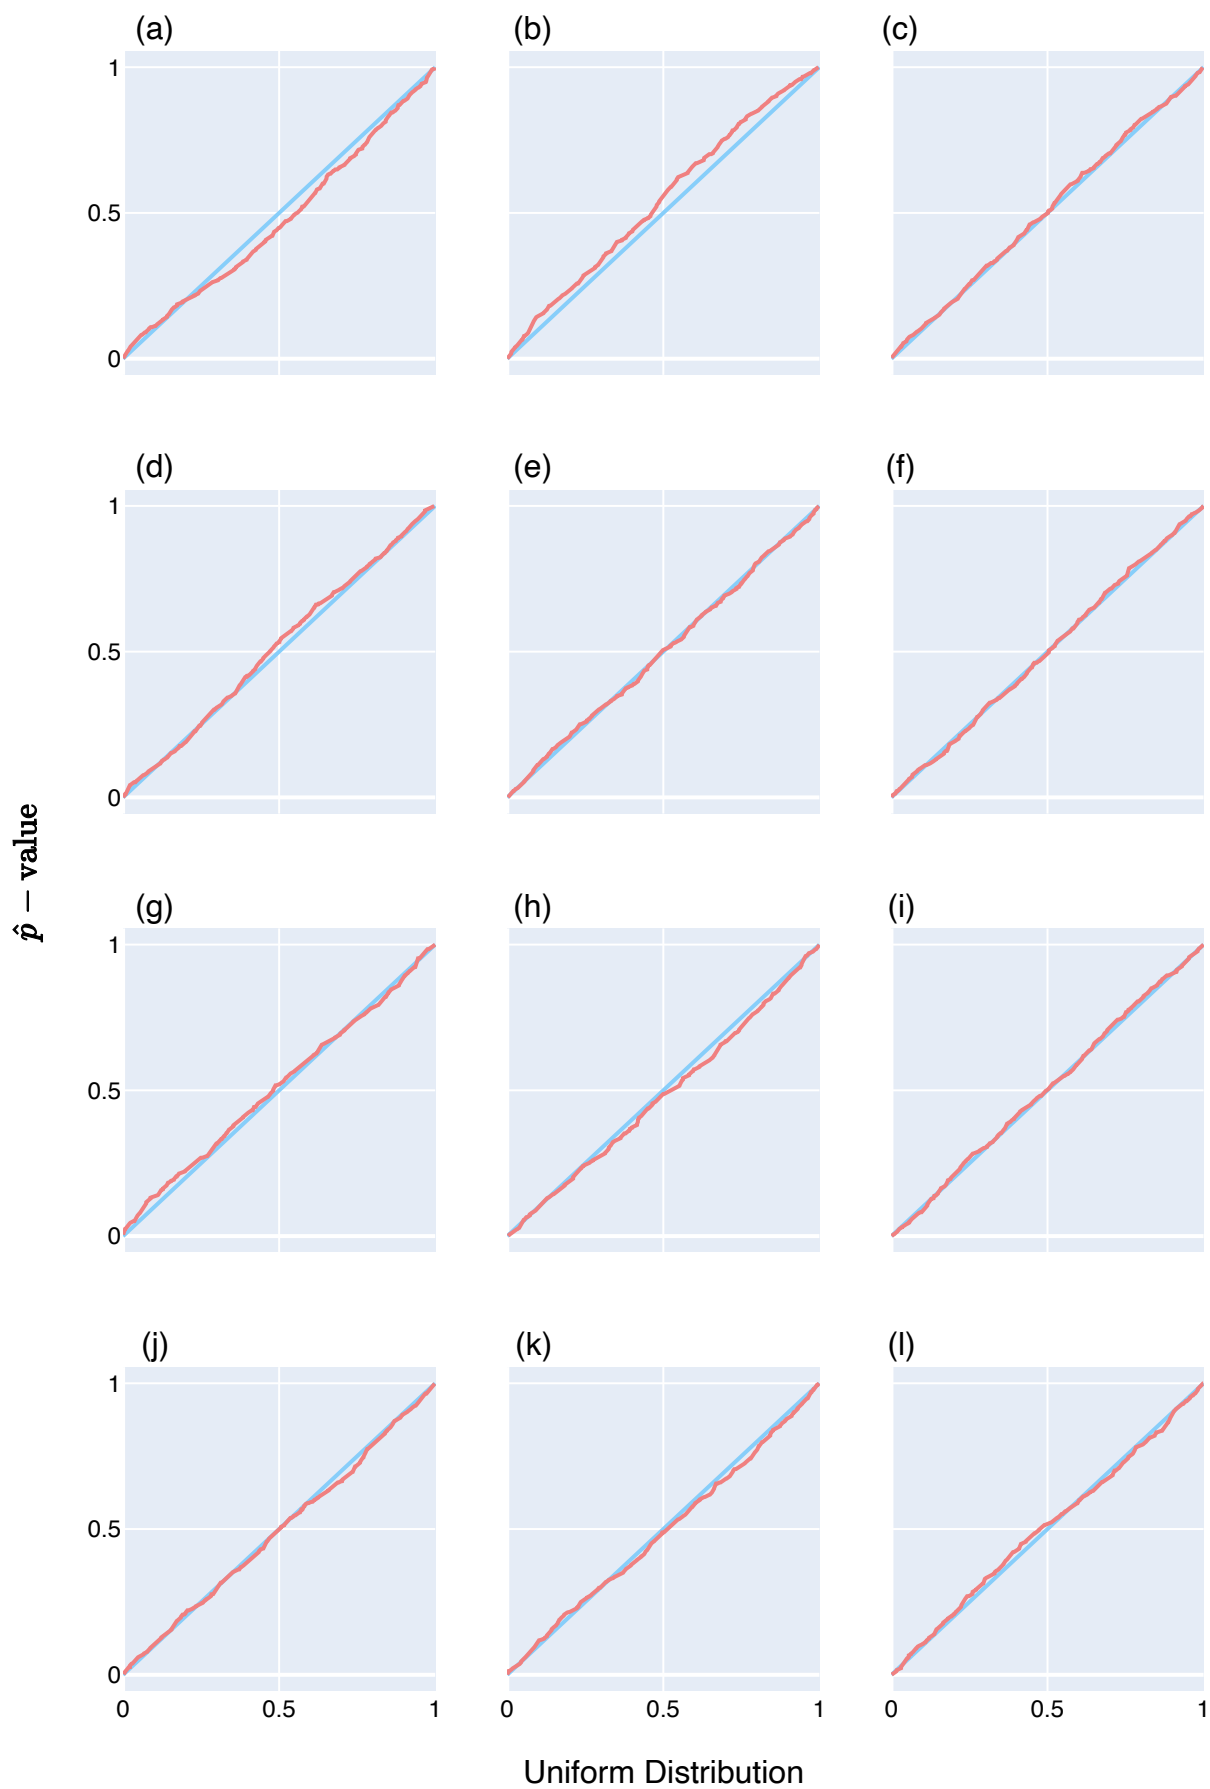 (a) (b) (c)
1
0.5
0
(d) (e) (f)
1
0.5
0
p̂ − value
(g) (h) (i)
1
0.5
0
(j) (k) (l)
1
0.5
0
0 0.5 1 0 0.5 1 0 0.5 1
Uniform Distribution